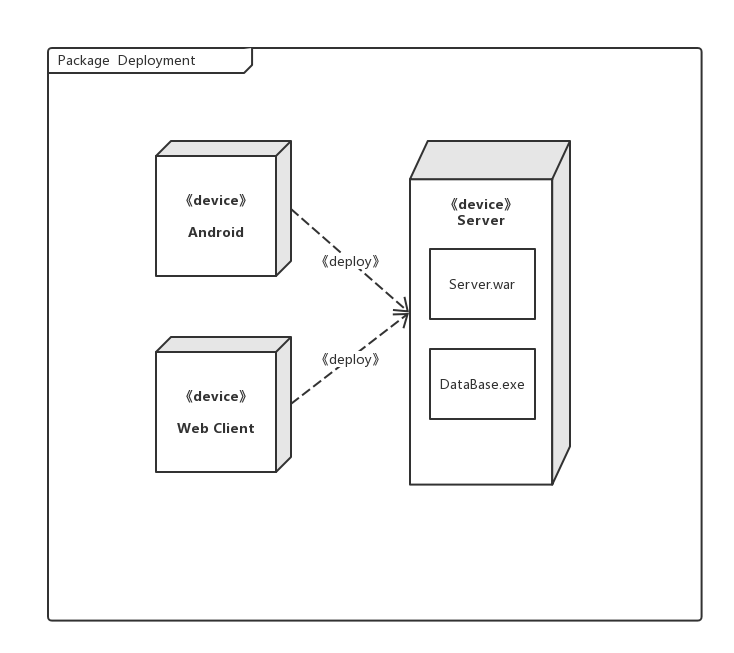 Package Deployment
《device》
Android
《device》
Server
《deploy》
Server.war
《deploy》
DataBase.exe
《device》
Web Client